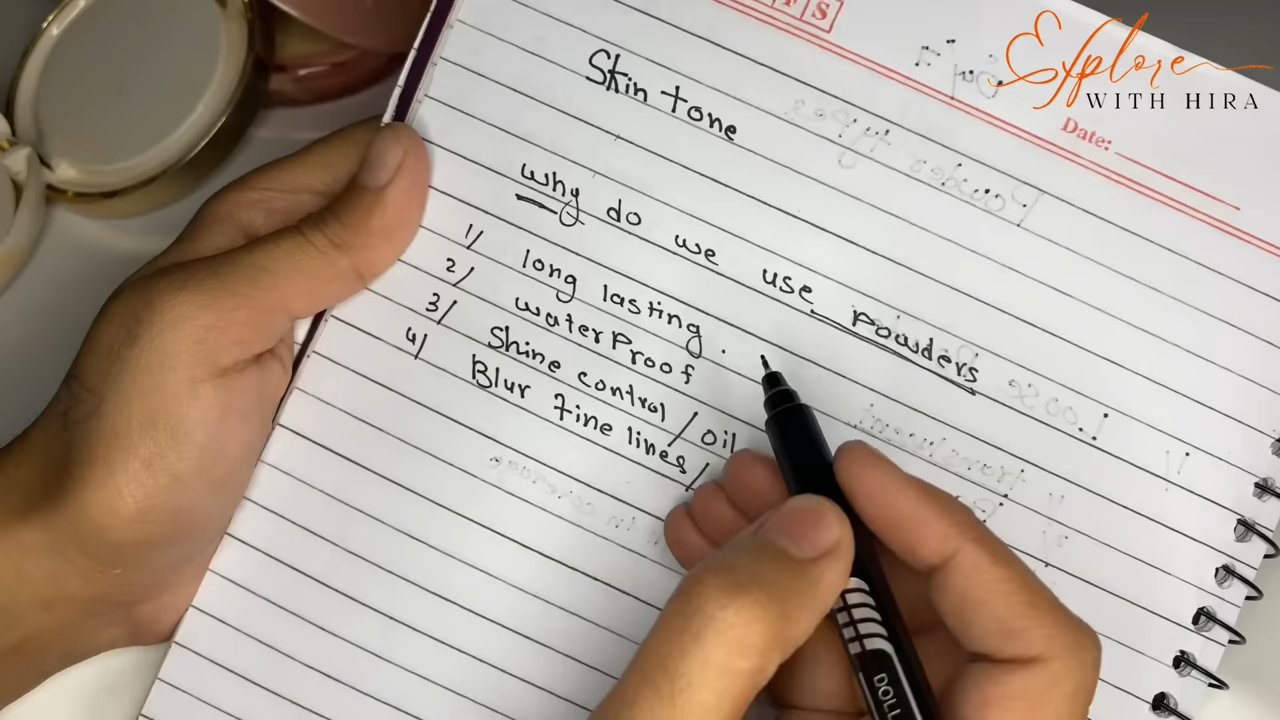 TFS
Explore
WITH HIRA
Date:
Skin tone
Why do we use Powders
1/ long lasting .
2/ waterProof
3/ Shine control / oil
4/ Blur fine lines /
DOLL